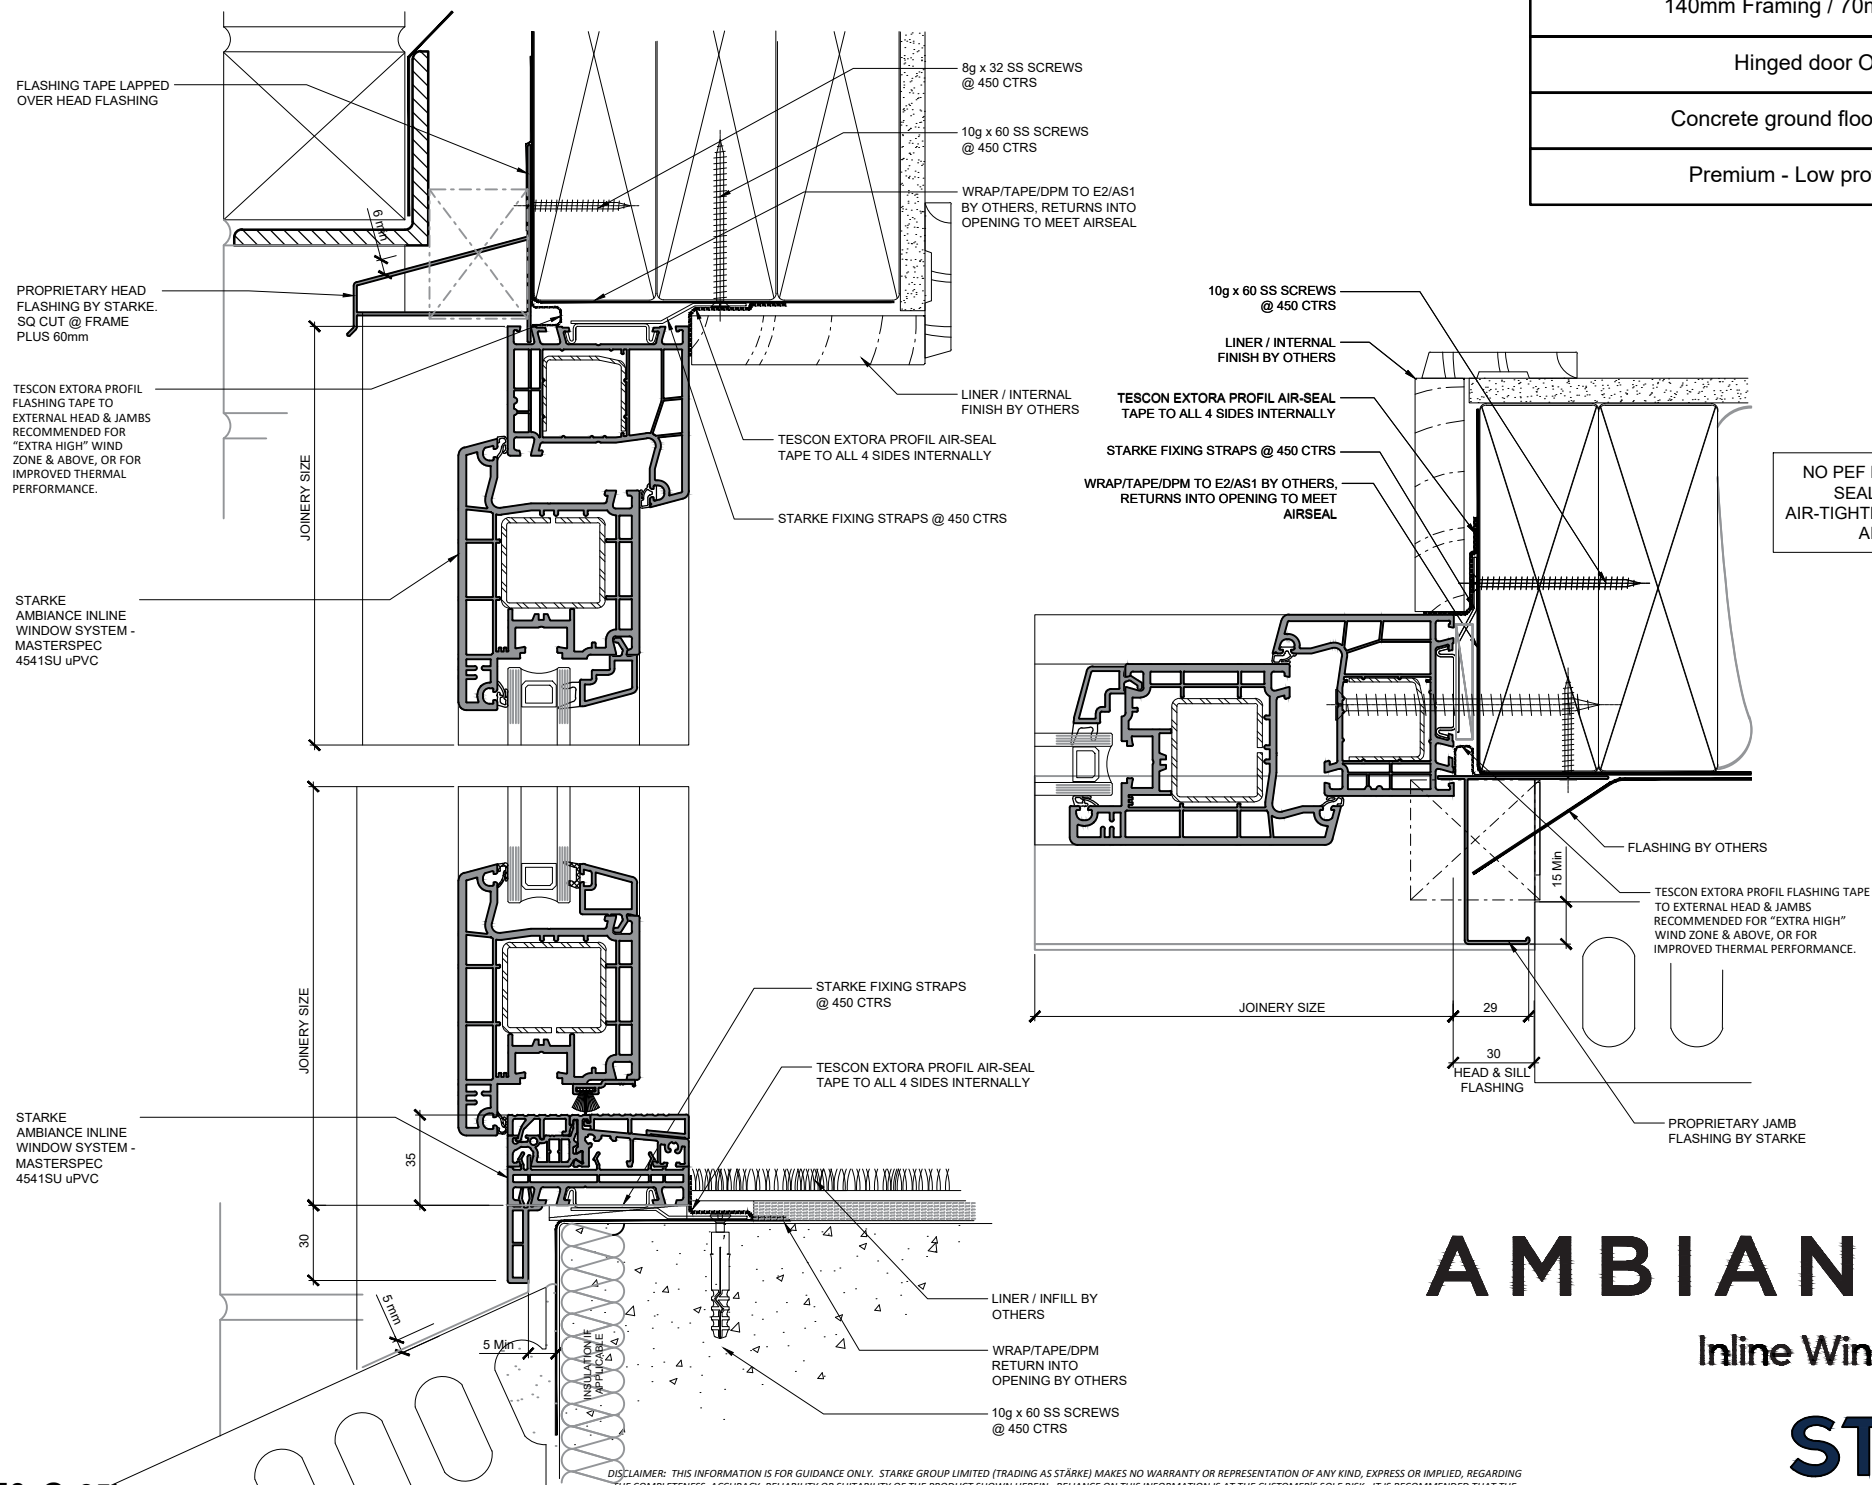 140mm Framing / 70m
Hinged door O
Concrete ground floo
Premium - Low pro
FLASHING TAPE LAPPED
OVER HEAD FLASHING
8g x 32 SS SCREWS
@ 450 CTRS
10g x 60 SS SCREWS
@ 450 CTRS
WRAP/TAPE/DPM TO E2/AS1
BY OTHERS, RETURNS INTO
OPENING TO MEET AIRSEAL
6 mm
PROPRIETARY HEAD
FLASHING BY STARKE.
SQ CUT @ FRAME
PLUS 60mm
TESCON EXTORA PROFIL
FLASHING TAPE TO
EXTERNAL HEAD & JAMBS
RECOMMENDED FOR
"EXTRA HIGH" WIND
ZONE & ABOVE, OR FOR
IMPROVED THERMAL
PERFORMANCE.
JOINERY SIZE
LINER / INTERNAL
FINISH BY OTHERS
TESCON EXTORA PROFIL AIR-SEAL
TAPE TO ALL 4 SIDES INTERNALLY
STARKE FIXING STRAPS @ 450 CTRS
STARKE
AMBIANCE INLINE
WINDOW SYSTEM -
MASTERSPEC
4541SU uPVC
10g x 60 SS SCREWS
@ 450 CTRS
LINER / INTERNAL
FINISH BY OTHERS
TESCON EXTORA PROFIL AIR-SEAL
TAPE TO ALL 4 SIDES INTERNALLY
STARKE FIXING STRAPS @ 450 CTRS
WRAP/TAPE/DPM TO E2/AS1 BY OTHERS,
RETURNS INTO OPENING TO MEET
AIRSEAL
NO PEF
SEAL
AIR-TIGHT
A
FLASHING BY OTHERS
15 Min
TESCON EXTORA PROFIL FLASHING TAPE
TO EXTERNAL HEAD & JAMBS
RECOMMENDED FOR "EXTRA HIGH"
WIND ZONE & ABOVE, OR FOR
IMPROVED THERMAL PERFORMANCE.
JOINERY SIZE
29
30
HEAD & SILL
FLASHING
PROPRIETARY JAMB
FLASHING BY STARKE
JOINERY SIZE
STARKE FIXING STRAPS
@ 450 CTRS
TESCON EXTORA PROFIL AIR-SEAL
TAPE TO ALL 4 SIDES INTERNALLY
STARKE
AMBIANCE INLINE
WINDOW SYSTEM -
MASTERSPEC
4541SU uPVC
35
30
5 mm
5 Min
INSULATION IF
APPLICABLE
LINER / INFILL BY
OTHERS
WRAP/TAPE/DPM
RETURN INTO
OPENING BY OTHERS
10g x 60 SS SCREWS
@ 450 CTRS
AMBIAN
Inline Win
ST
DISCLAIMER: THIS INFORMATION IS FOR GUIDANCE ONLY. STARKE GROUP LIMITED (TRADING AS STÄRKE) MAKES NO WARRANTY OR REPRESENTATION OF ANY KIND, EXPRESS OR IMPLIED, REGARDING